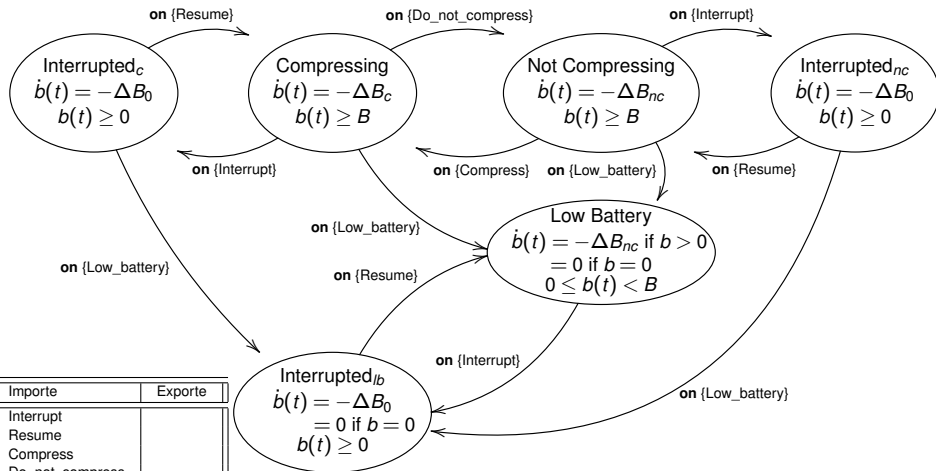 on {Resume}
on {Do_not_compress}
on {Interrupt}
Interrupted_c
ḃ(t) = −ΔB_0
b(t) ≥ 0
Compressing
ḃ(t) = −ΔB_c
b(t) ≥ B
Not Compressing
ḃ(t) = −ΔB_nc
b(t) ≥ B
Interrupted_nc
ḃ(t) = −ΔB_0
b(t) ≥ 0
on {Interrupt}
on {Compress}
on {Low_battery}
on {Resume}
on {Low_battery}
Low Battery
ḃ(t) = −ΔB_nc if b > 0
= 0 if b = 0
0 ≤ b(t) < B
on {Low_battery}
on {Resume}
on {Interrupt}
on {Low_battery}
Interrupted_lb
ḃ(t) = −ΔB_0
= 0 if b = 0
b(t) ≥ 0
Importe Exporte
Interrupt
Resume
Compress
Do_not_compress